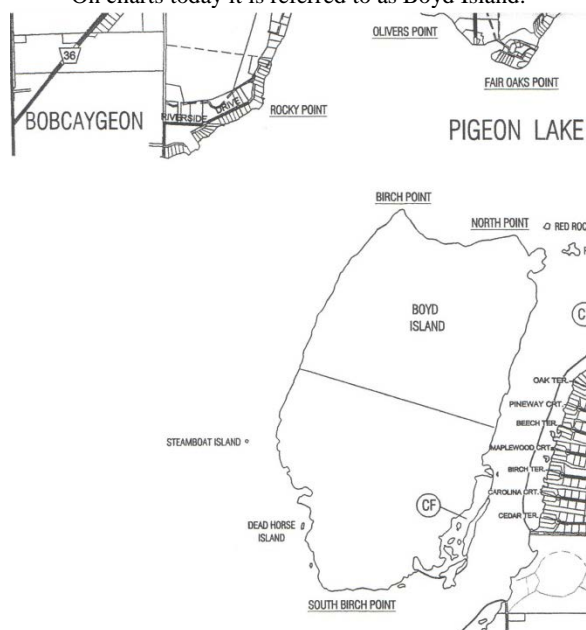 On charts today it is referred to as Boyd Island.
OLIVERS POINT
36
FAIR OAKS POINT
BOBCAYGEON
RIVERSIDE DRIVE
ROCKY POINT
PIGEON LAKE
BIRCH POINT
NORTH POINT
RED ROC
BOYD
ISLAND
OAK TER.
PINEWAY CRT.
BEECH TER.
STEAMBOAT ISLAND
MAPLEWOOD CRT.
BIRCH TER.
CAROLINA CRT.
CF
CEDAR TER.
DEAD HORSE
ISLAND
SOUTH BIRCH POINT